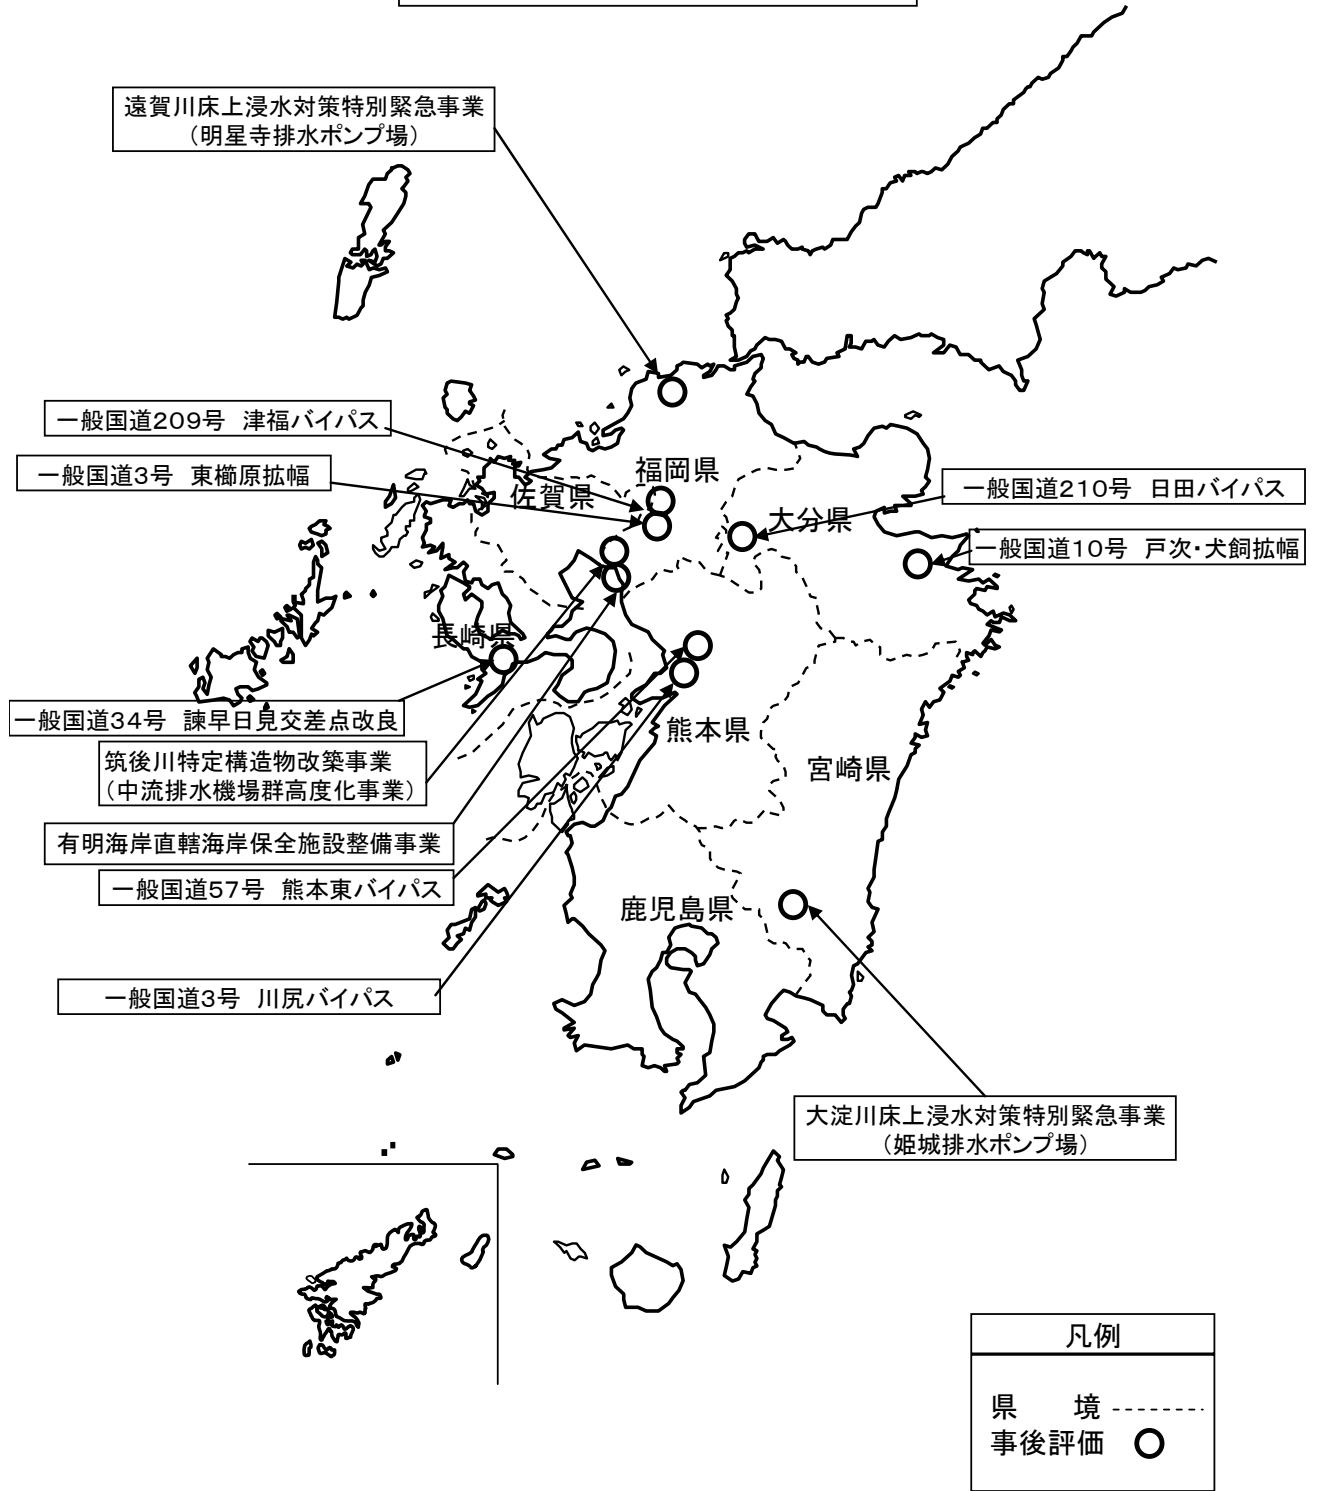 遠賀川床上浸水対策特別緊急事業
（明星寺排水ポンプ場）
一般国道209号　津福バイパス
一般国道3号　東櫛原拡幅
福岡県
佐賀県
大分県
一般国道210号　日田バイパス
一般国道10号　戸次・犬飼拡幅
長崎県
一般国道34号　諫早日見交差点改良
熊本県
筑後川特定構造物改築事業
（中流排水機場群高度化事業）
宮崎県
有明海岸直轄海岸保全施設整備事業
一般国道57号　熊本東バイパス
鹿児島県
一般国道3号　川尻バイパス
大淀川床上浸水対策特別緊急事業
（姫城排水ポンプ場）
凡例
県　　境
事後評価